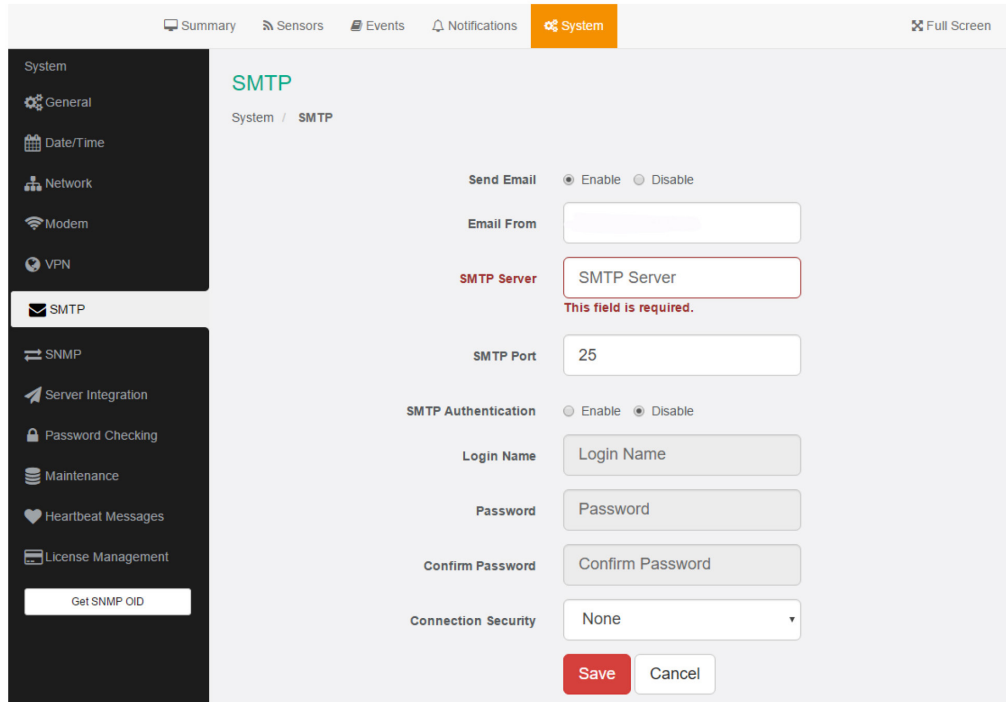 Summary Sensors Events Notifications System Full Screen
System
General
Date/Time
Network
Modem
VPN
SMTP
SNMP
Server Integration
Password Checking
Maintenance
Heartbeat Messages
License Management
Get SNMP OID
SMTP
System / SMTP
Send Email Enable Disable
Email From
SMTP Server SMTP Server
This field is required.
SMTP Port 25
SMTP Authentication Enable Disable
Login Name Login Name
Password Password
Confirm Password Confirm Password
Connection Security None
Save Cancel